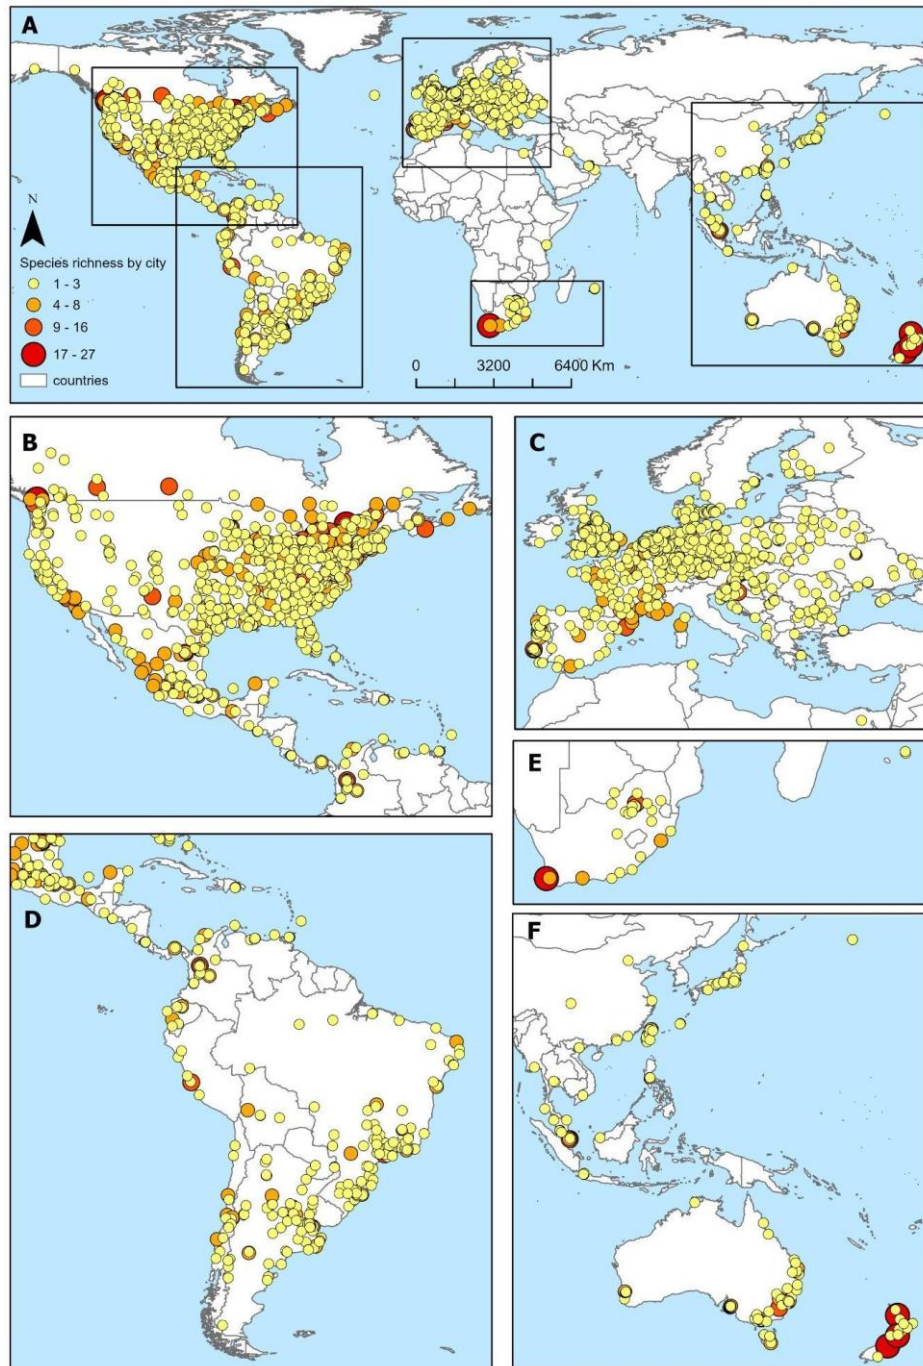 A
N
Species richness by city
1 - 3
4 - 8
9 - 16
17 - 27
countries
0 3200 6400 Km
B
C
E
D
F